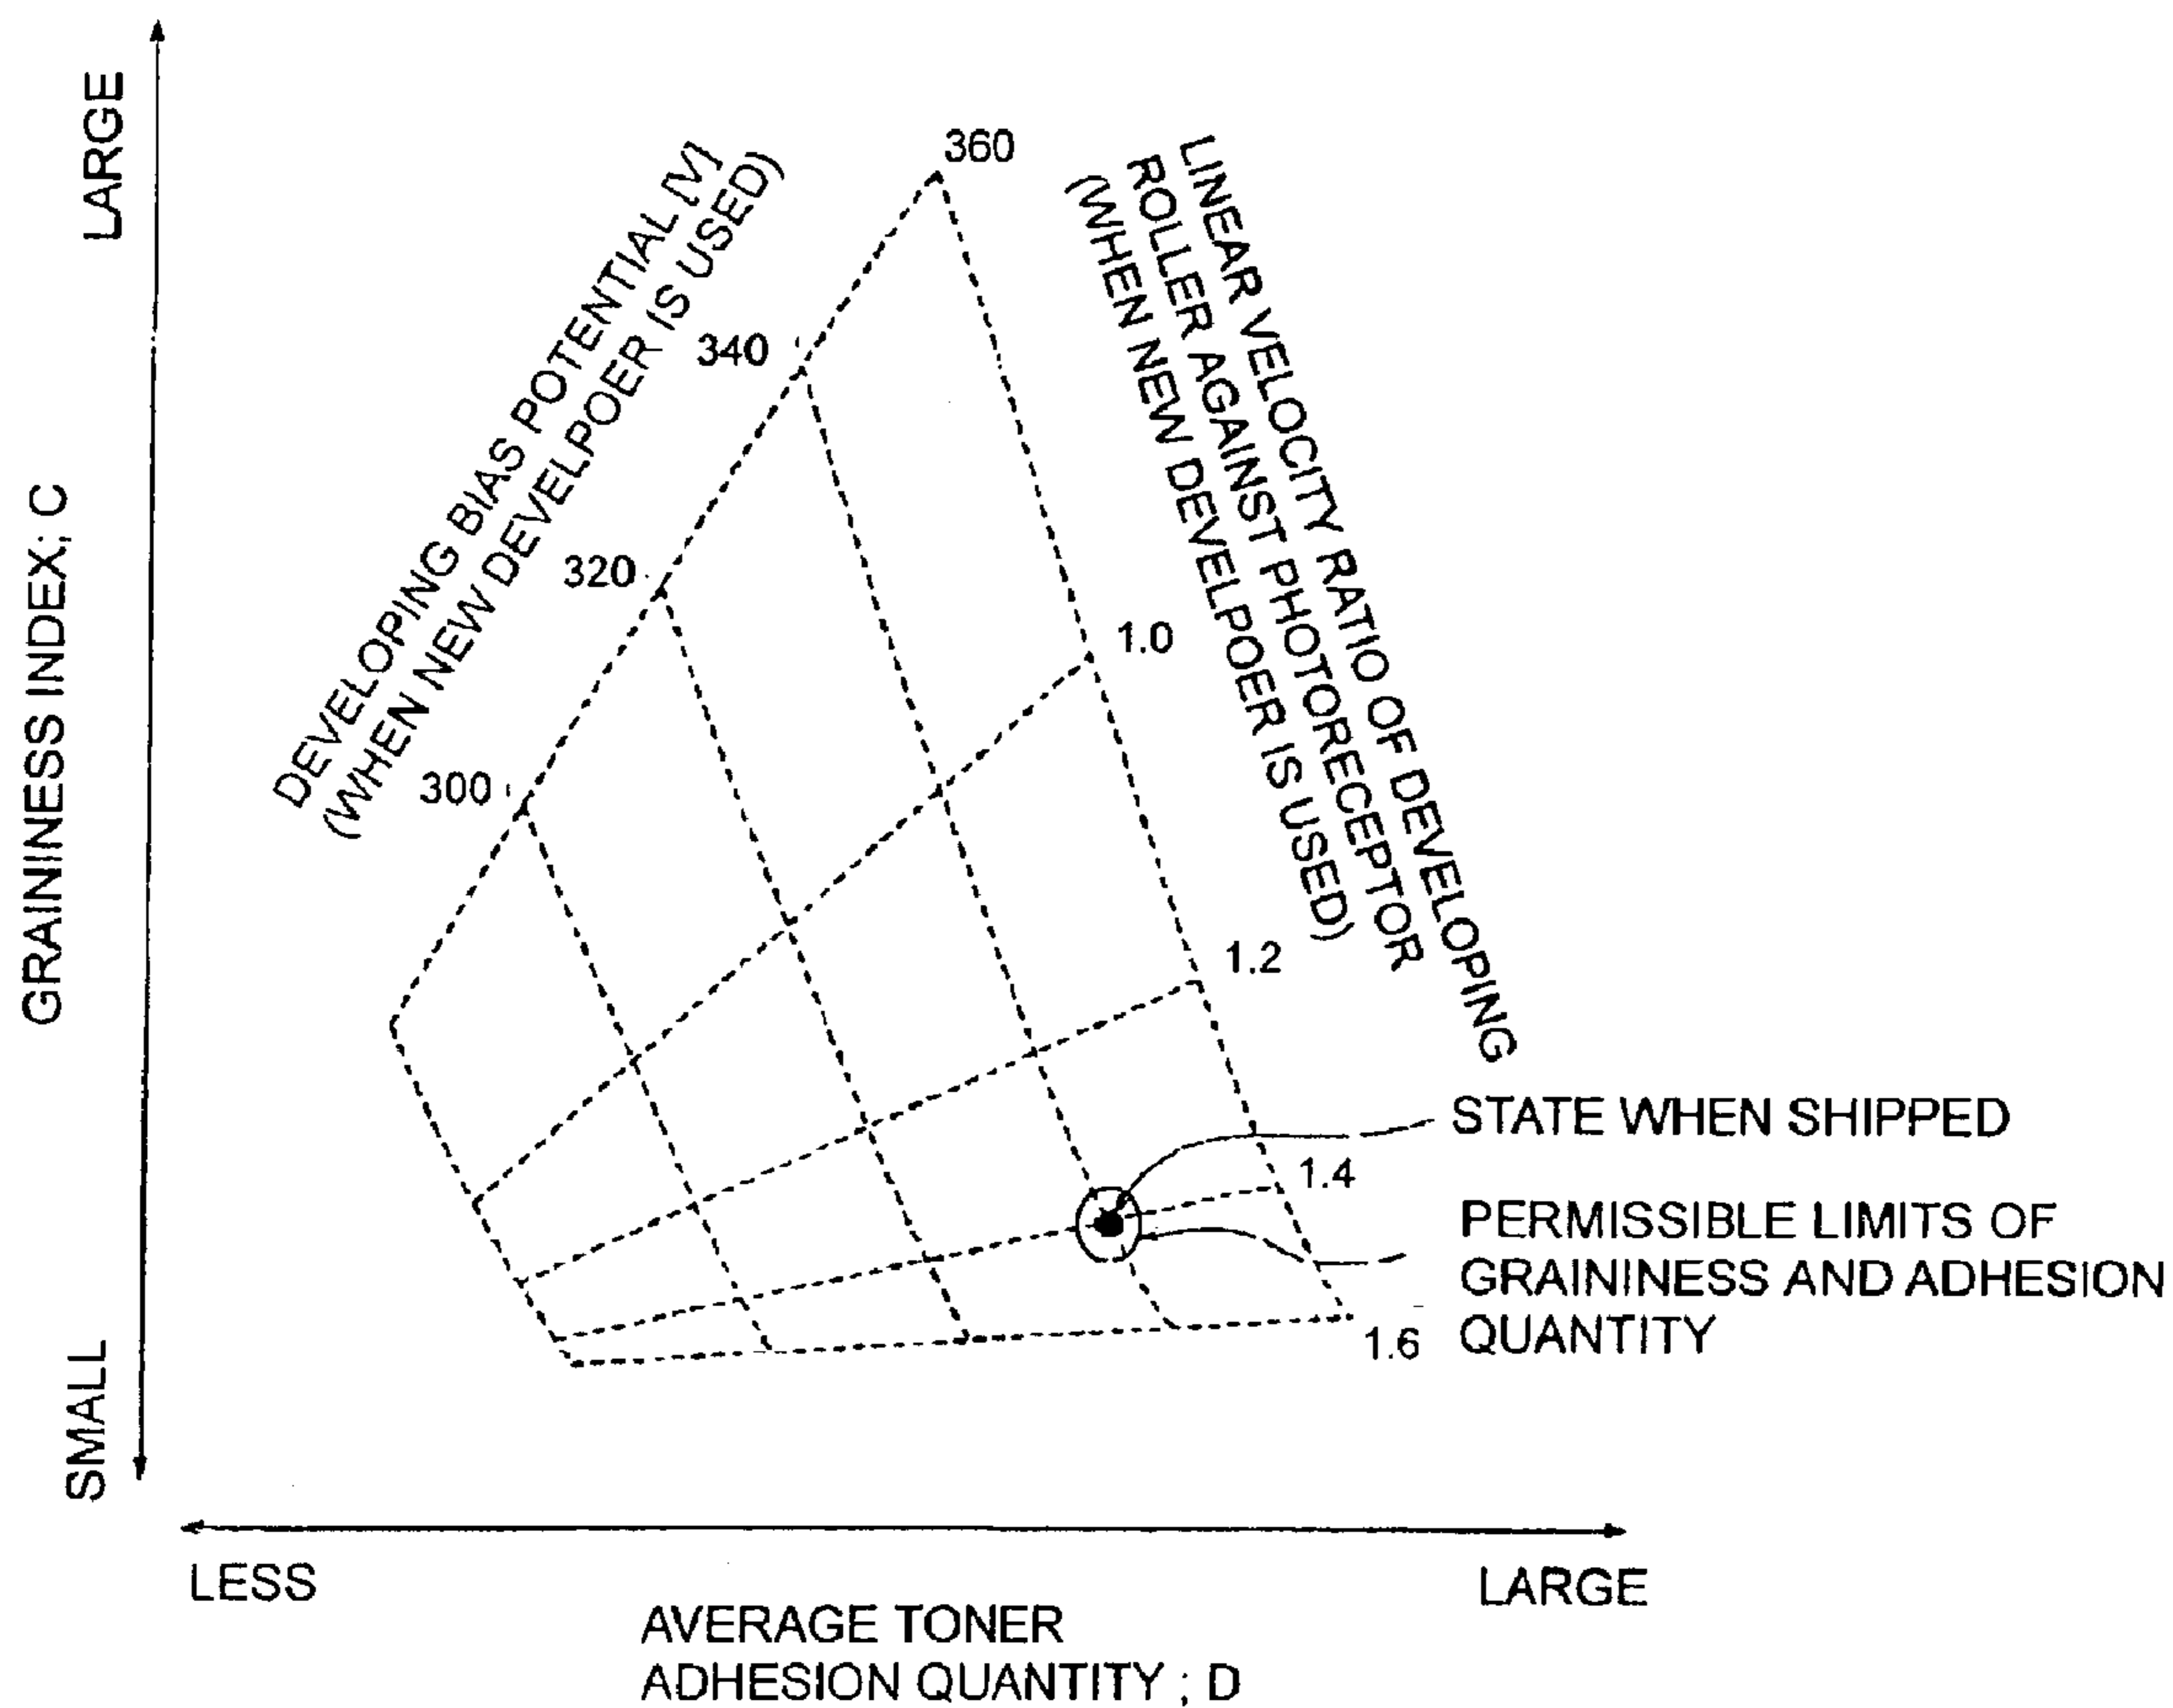 LARGE
GRAININESS INDEX; C
SMALL
DEVELOPING BIAS POTENTIAL [V]
(WHEN NEW DEVELPOER IS USED)
360
340
320
300
LINEAR VELOCITY RATIO OF DEVELOPING
ROLLER AGAINST PHOTORECEPTOR
(WHEN NEW DEVELPOER IS USED)
1.0
1.2
STATE WHEN SHIPPED
1.4
PERMISSIBLE LIMITS OF
GRAININESS AND ADHESION
QUANTITY
1.6
LESS
LARGE
AVERAGE TONER
ADHESION QUANTITY ; D